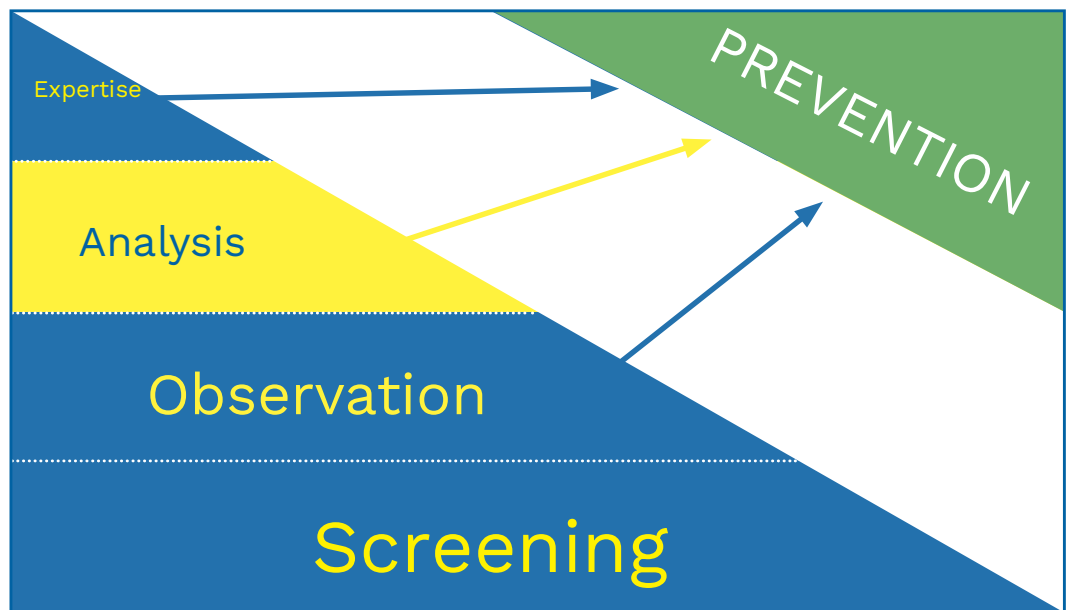 Expertise
PREVENTION
Analysis
Observation
Screening